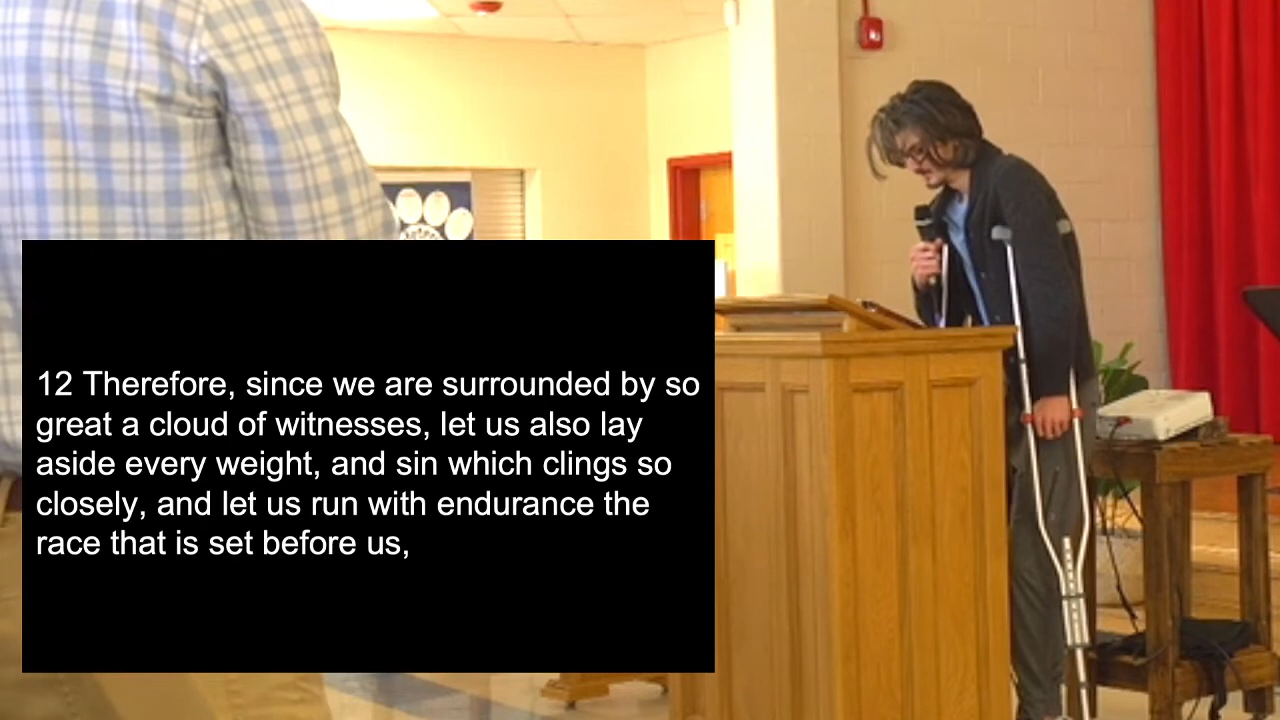 12 Therefore, since we are surrounded by so
great a cloud of witnesses, let us also lay
aside every weight, and sin which clings so
closely, and let us run with endurance the
race that is set before us,